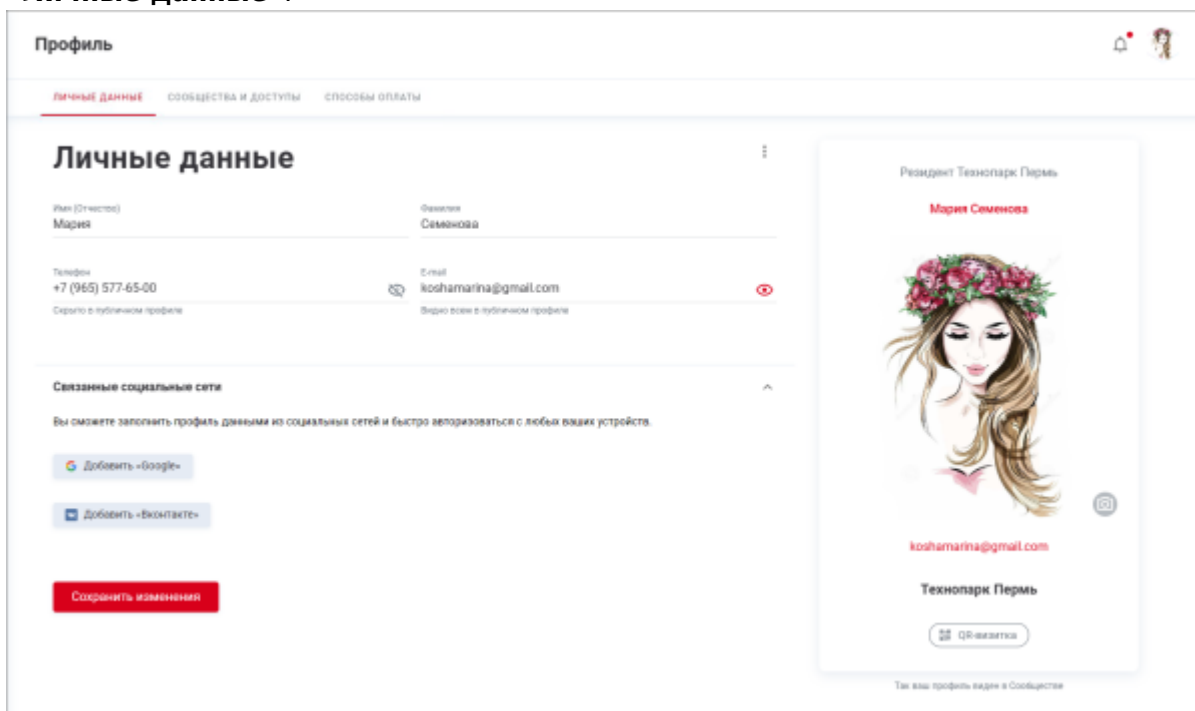 Профиль
ЛИЧНЫЕ ДАННЫЕ СООБЩЕСТВА И ДОСТУПЫ СПОСОБЫ ОПЛАТЫ
Личные данные
Имя (Отчество) Фамилия
Мария Семенова
Телефон E-mail
+7 (965) 577-65-00 koshamarina@gmail.com
Скрыто в публичном профиле Видно всем в публичном профиле
Связанные социальные сети
Вы сможете заполнить профиль данными из социальных сетей и быстро авторизоваться с любых ваших устройств.
Добавить «Google»
Добавить «Вконтакте»
Сохранить изменения
Резидент Технопарк Пермь
Мария Семенова
koshamarina@gmail.com
Технопарк Пермь
QR-визитка
Так ваш профиль виден в Сообществе